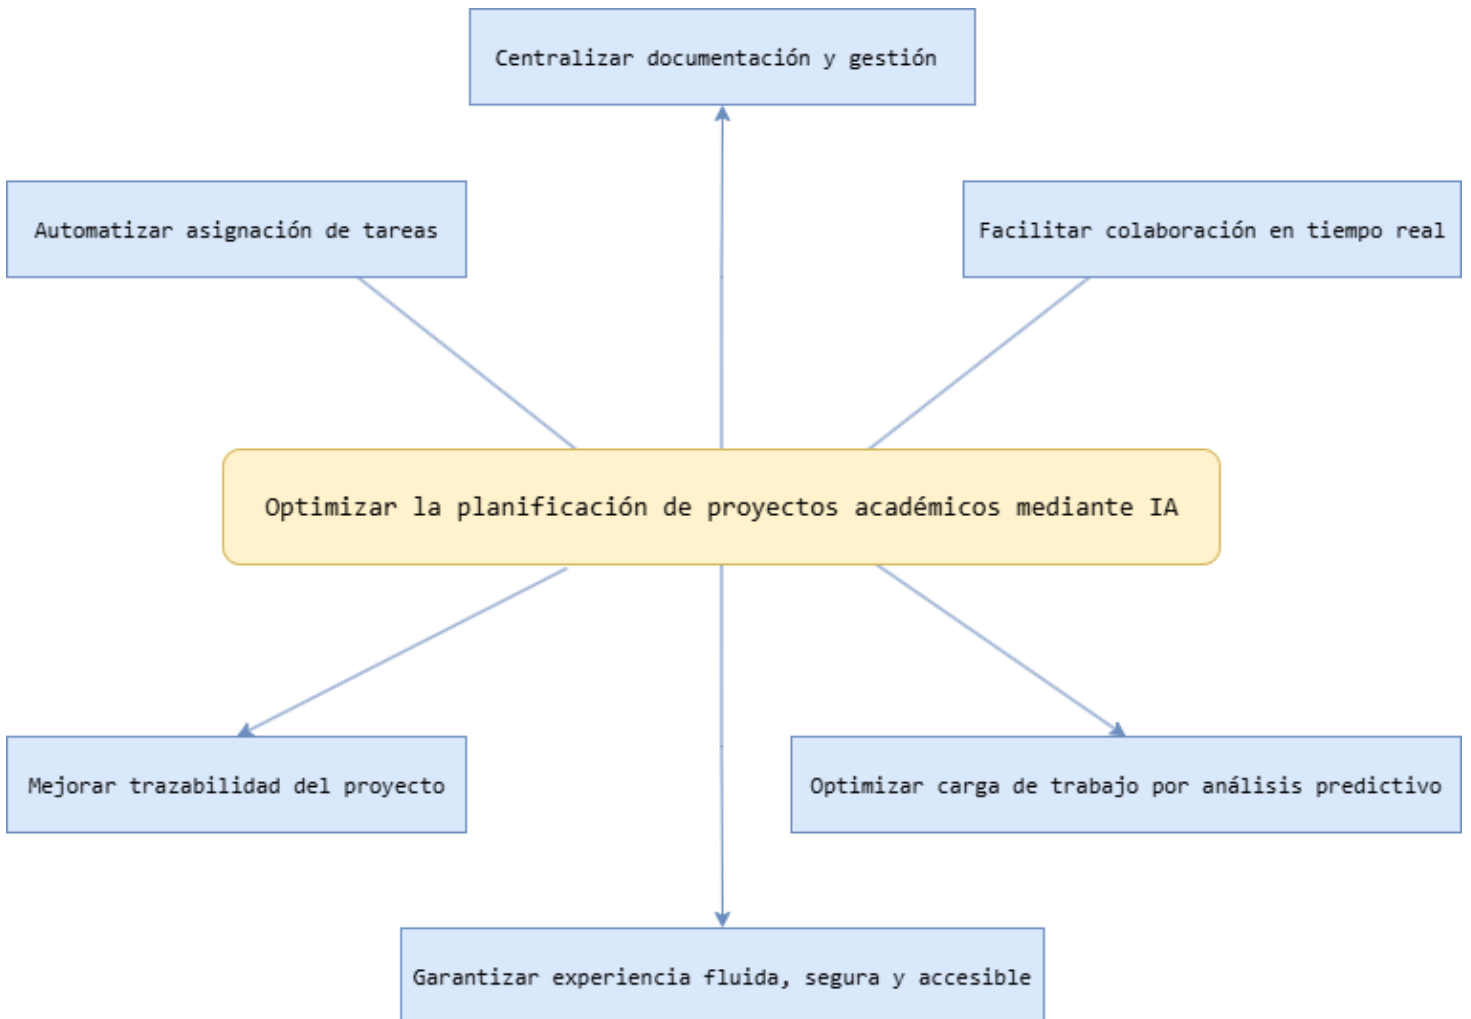 Centralizar documentación y gestión
Automatizar asignación de tareas
Facilitar colaboración en tiempo real
Optimizar la planificación de proyectos académicos mediante IA
Mejorar trazabilidad del proyecto
Optimizar carga de trabajo por análisis predictivo
Garantizar experiencia fluida, segura y accesible